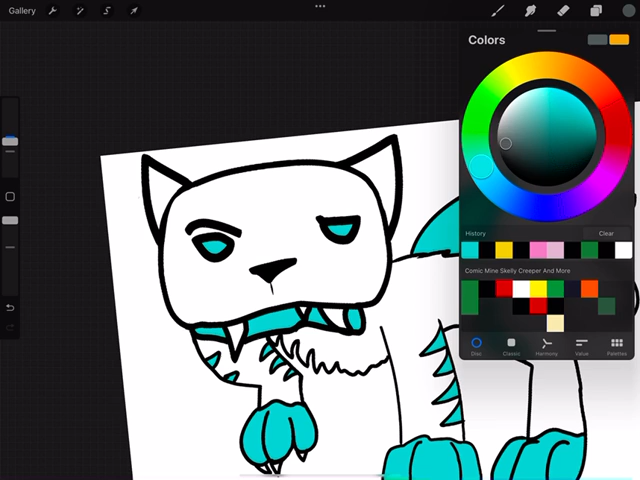 Gallery
Colors
History
Clear
Comic Mine Skelly Creeper And More
Disc
Classic
Harmony
Value
Palettes